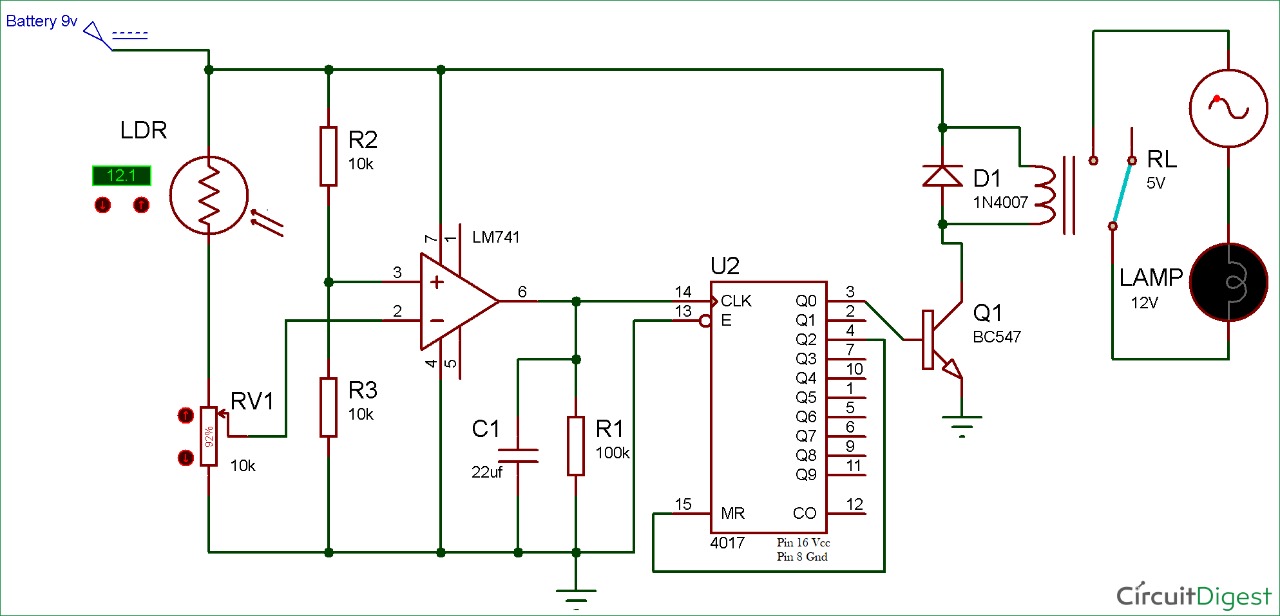 Battery 9v
LDR
12.1
R2
10k
LM741
7
1
3
2
6
4
5
R3
10k
RV1
92%
10k
C1
22uf
R1
100k
U2
14
CLK
13
E
15
MR
Q0
3
Q1
2
Q2
4
Q3
7
Q4
10
Q5
1
Q6
5
Q7
6
Q8
9
Q9
11
CO
12
4017
Pin 16 Vcc
Pin 8 Gnd
D1
1N4007
Q1
BC547
RL
5V
LAMP
12V
CircuitDigest